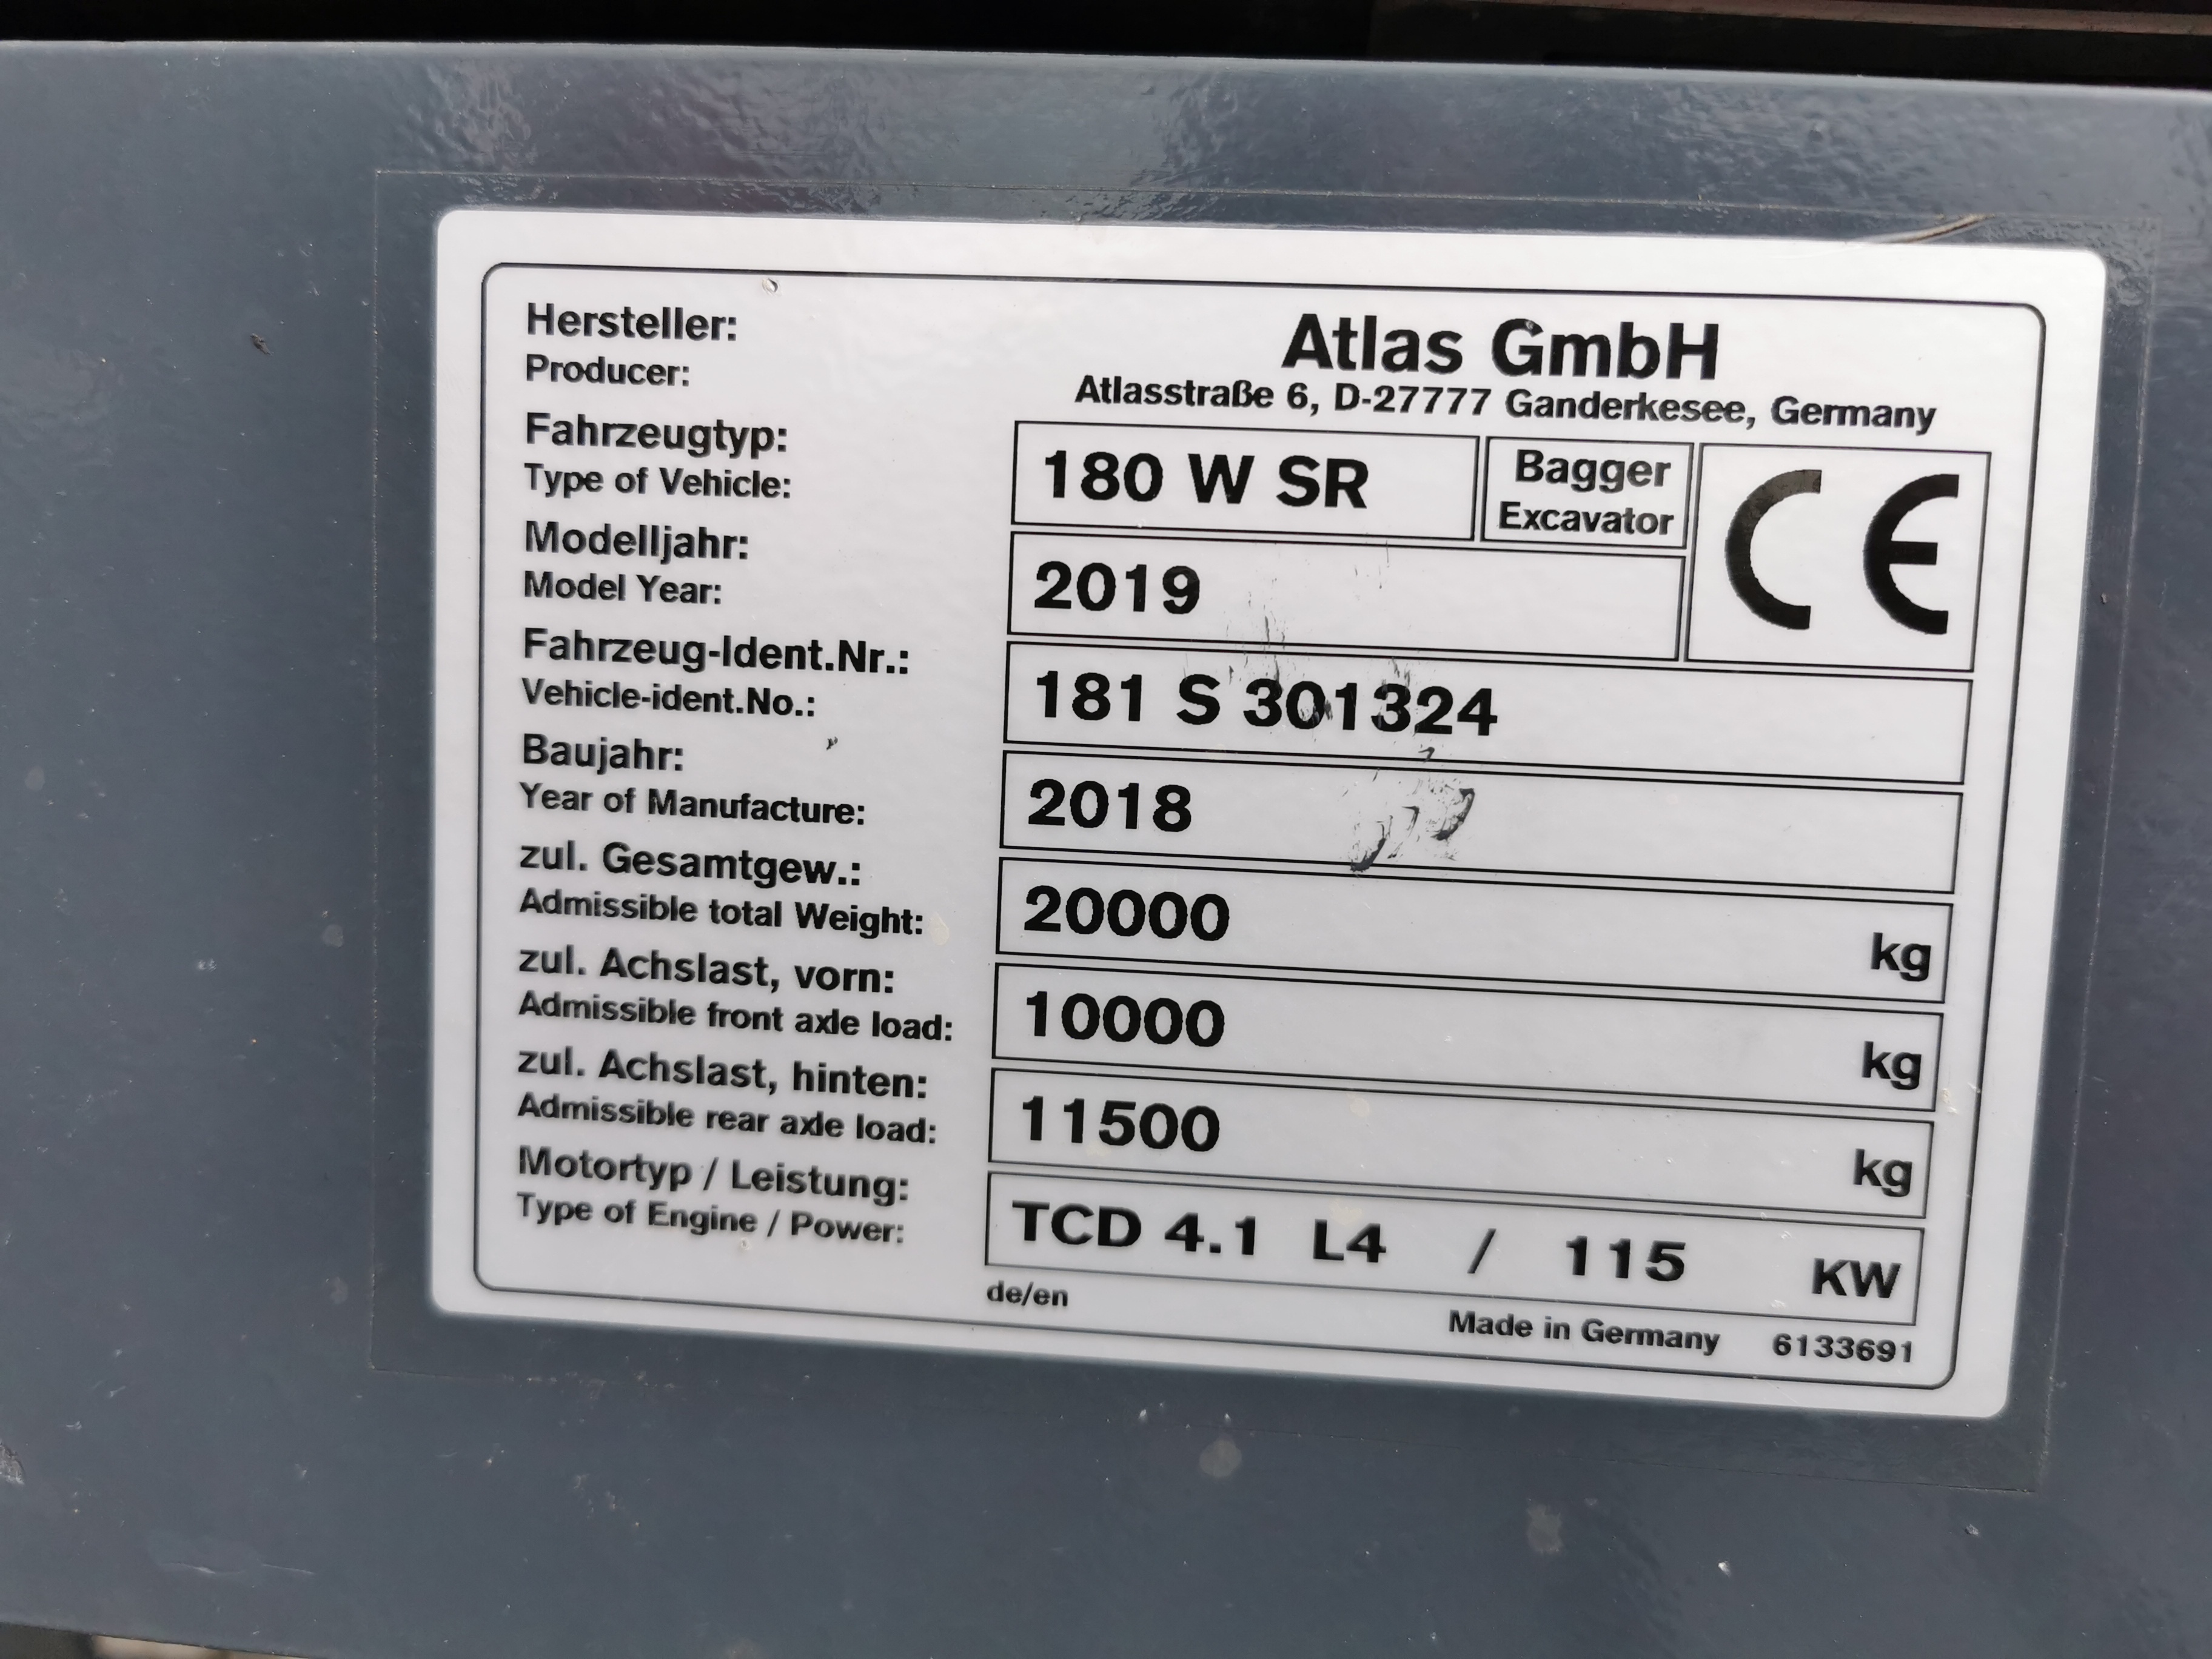 Hersteller:
Producer:
Atlas GmbH
Atlasstraße 6, D-27777 Ganderkesee, Germany
Fahrzeugtyp:
Type of Vehicle:
180 W SR
Bagger
Excavator
CE
Modelljahr:
Model Year:
2019
Fahrzeug-Ident.Nr.:
Vehicle-ident.No.:
181 S 301324
Baujahr:
Year of Manufacture:
2018
zul. Gesamtgew.:
Admissible total Weight:
20000 kg
zul. Achslast, vorn:
Admissible front axle load:
10000 kg
zul. Achslast, hinten:
Admissible rear axle load:
11500 kg
Motortyp / Leistung:
Type of Engine / Power:
TCD 4.1 L4 / 115 KW
de/en
Made in Germany 6133691